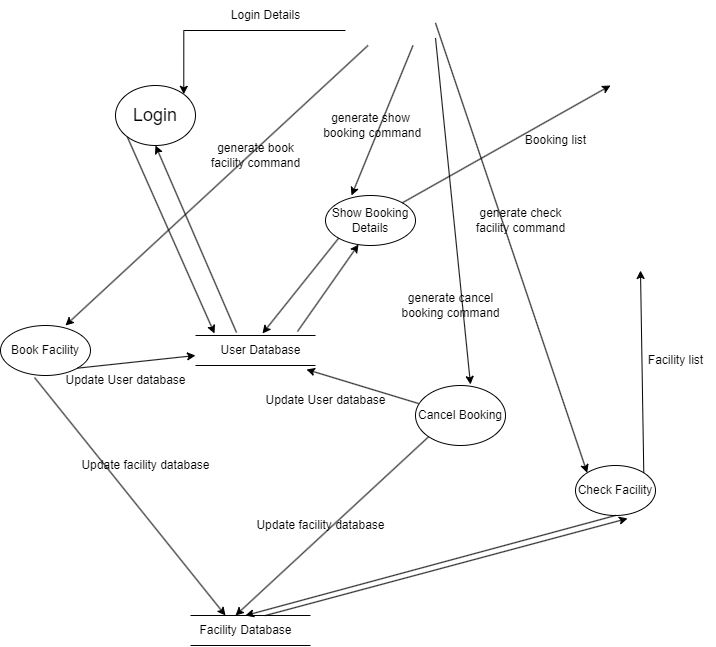 Login Details
Login
generate show
booking command
generate book
facility command
Booking list
Show Booking
Details
generate check
facility command
generate cancel
booking command
Book Facility
User Database
Facility list
Update User database
Update User database
Cancel Booking
Update facility database
Check Facility
Update facility database
Facility Database